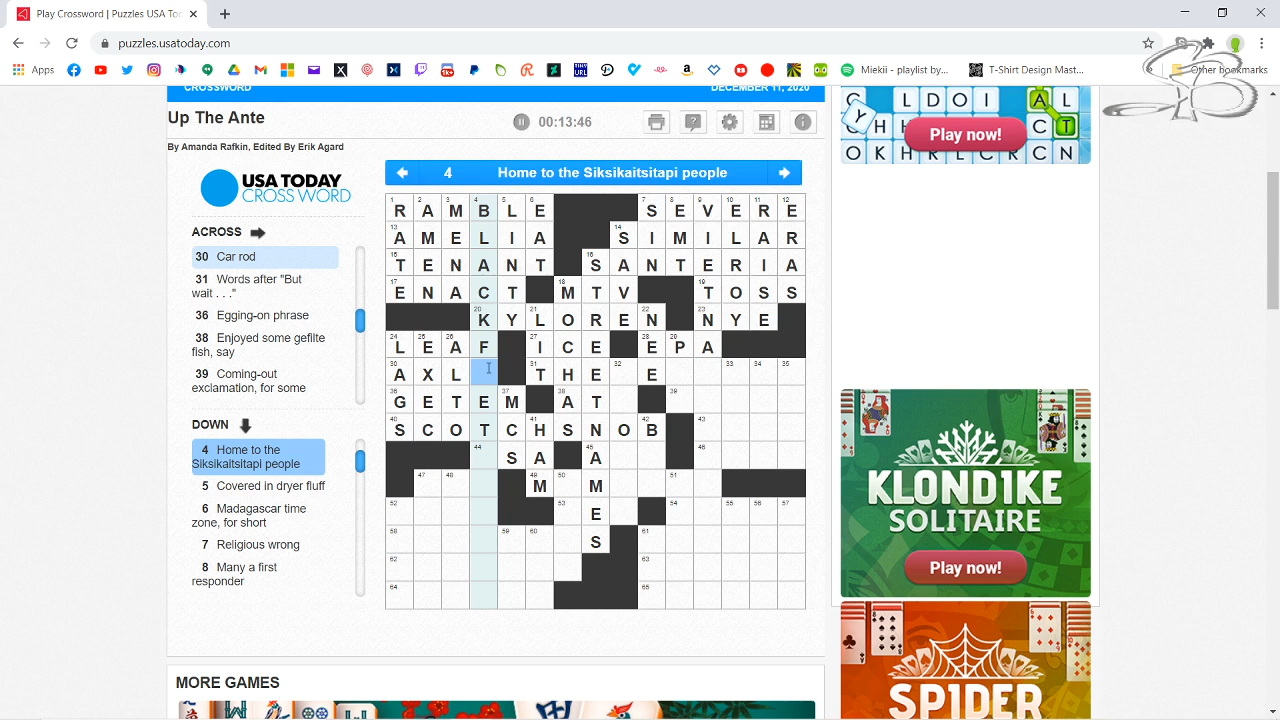 Play Crossword | Puzzles USA To
puzzles.usatoday.com
Apps
Miekii - playlist by...
T-Shirt Design Mast...
Other bookmarks
CROSSWORD
DECEMBER 11, 2020
Up The Ante
00:13:46
By Amanda Rafkin, Edited By Erik Agard
USA TODAY
CROSSWORD
4 Home to the Siksikaitsitapi people
ACROSS
30 Car rod
31 Words after "But
wait . . ."
36 Egging-on phrase
38 Enjoyed some gefilte
fish, say
39 Coming-out
exclamation, for some
DOWN
4 Home to the
Siksikaitsitapi people
5 Covered in dryer fluff
6 Madagascar time
zone, for short
7 Religious wrong
8 Many a first
responder
R A M B L E S E V E R E
A M E L I A S I M I L A R
T E N A N T S A N T E R I A
E N A C T M T V T O S S
K Y L O R E N N Y E
L E A F I C E E P A
A X L T H E E
G E T E M A T
S C O T C H S N O B
S A A
M M
E
S
Play now!
KLONDIKE
SOLITAIRE
Play now!
SPIDER
MORE GAMES